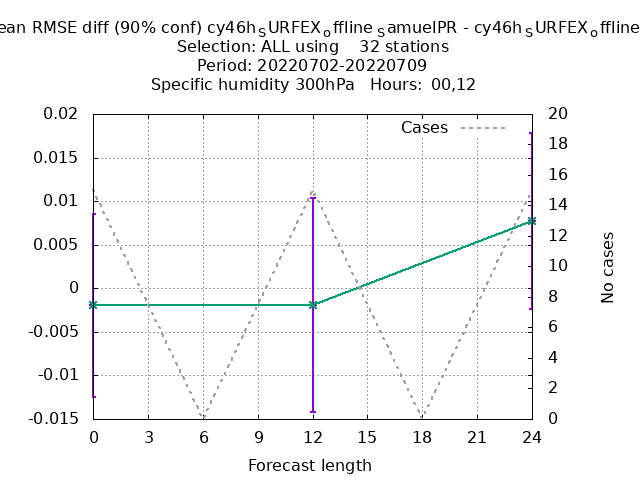 ean RMSE diff (90% conf) cy46hSURFEXoffline SamuelPR - cy46hSURFEXoffline
Selection: ALL using 32 stations
Period: 20220702-20220709
Specific humidity 300hPa Hours: 00,12
Cases
0.02
0.015
0.01
0.005
0
-0.005
-0.01
-0.015
20
18
16
14
12
10
8
6
4
2
0
No cases
0 3 6 9 12 15 18 21 24
Forecast length